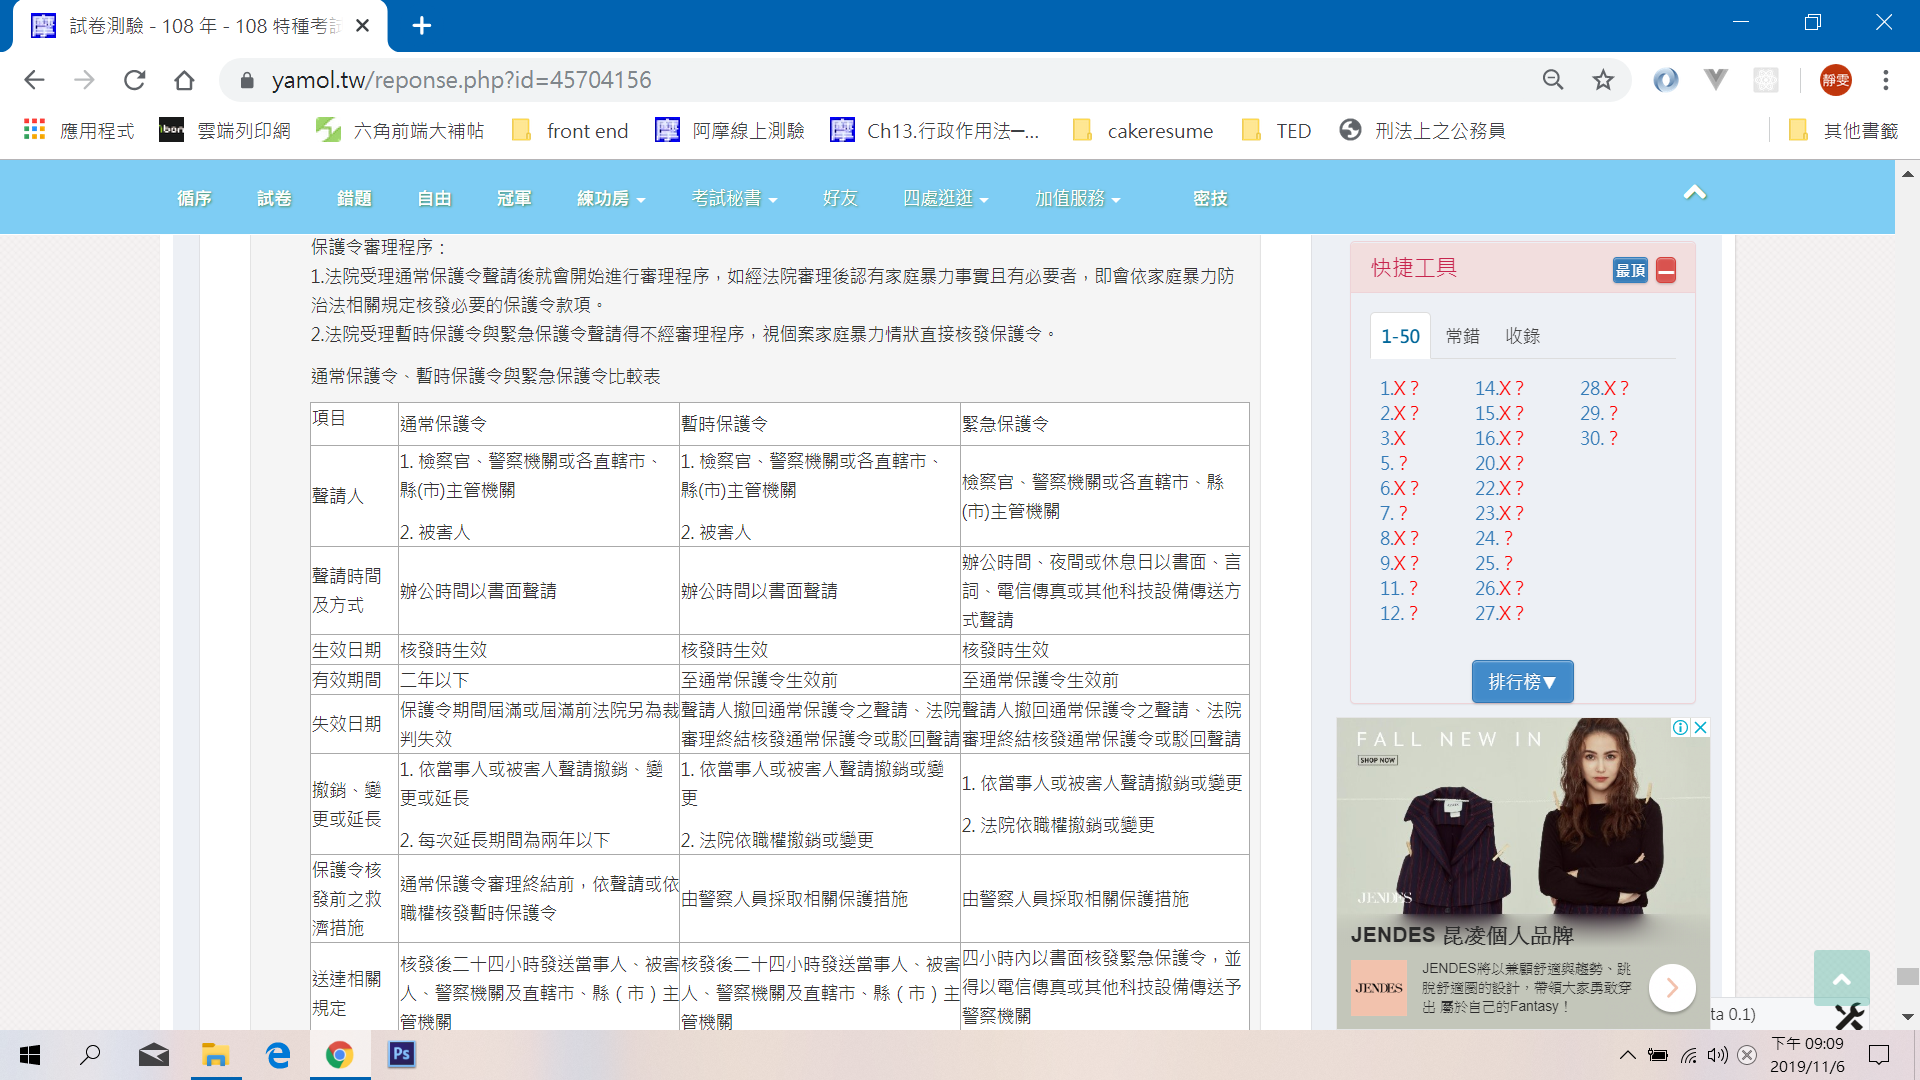 試卷測驗 - 108 年 - 108 特種考試
yamol.tw/reponse.php?id=45704156
靜雯
應用程式
ibon
雲端列印網
六角前端大補帖
front end
阿摩線上測驗
Ch13.行政作用法─...
cakeresume
TED
刑法上之公務員
其他書籤
循序 試卷 錯題 自由 冠軍 練功房 考試秘書 好友 四處逛逛 加值服務 密技
保護令審理程序：
1.法院受理通常保護令聲請後就會開始進行審理程序，如經法院審理後認有家庭暴力事實且有必要者，即會依家庭暴力防
治法相關規定核發必要的保護令款項。
2.法院受理暫時保護令與緊急保護令聲請得不經審理程序，視個案家庭暴力情狀直接核發保護令。
通常保護令、暫時保護令與緊急保護令比較表
項目
通常保護令
暫時保護令
緊急保護令
聲請人
1. 檢察官、警察機關或各直轄市、
縣(市)主管機關
2. 被害人
1. 檢察官、警察機關或各直轄市、
縣(市)主管機關
2. 被害人
檢察官、警察機關或各直轄市、縣
(市)主管機關
聲請時間
及方式
辦公時間以書面聲請
辦公時間以書面聲請
辦公時間、夜間或休息日以書面、言
詞、電信傳真或其他科技設備傳送方
式聲請
生效日期
核發時生效
核發時生效
核發時生效
有效期間
二年以下
至通常保護令生效前
至通常保護令生效前
失效日期
保護令期間屆滿或屆滿前法院另為裁
判失效
聲請人撤回通常保護令之聲請、法院
審理終結核發通常保護令或駁回聲請
聲請人撤回通常保護令之聲請、法院
審理終結核發通常保護令或駁回聲請
撤銷、變
更或延長
1. 依當事人或被害人聲請撤銷、變
更或延長
2. 每次延長期間為兩年以下
1. 依當事人或被害人聲請撤銷或變
更
2. 法院依職權撤銷或變更
1. 依當事人或被害人聲請撤銷或變更
2. 法院依職權撤銷或變更
保護令核
發前之救
濟措施
通常保護令審理終結前，依聲請或依
職權核發暫時保護令
由警察人員採取相關保護措施
由警察人員採取相關保護措施
送達相關
規定
核發後二十四小時發送當事人、被害
人、警察機關及直轄市、縣（市）主
管機關
核發後二十四小時發送當事人、被害
人、警察機關及直轄市、縣（市）主
管機關
四小時內以書面核發緊急保護令，並
得以電信傳真或其他科技設備傳送予
警察機關
快捷工具
最頂
1-50 常錯 收錄
1.X ? 14.X ? 28.X ?
2.X ? 15.X ? 29. ?
3.X 16.X ? 30. ?
5. ? 20.X ?
6.X ? 22.X ?
7. ? 23.X ?
8.X ? 24. ?
9.X ? 25. ?
11. ? 26.X ?
12. ? 27.X ?
排行榜▼
FALL NEW IN
SHOP NOW
JENDES
JENDES 昆凌個人品牌
JENDES
JENDES將以兼顧舒適與趨勢、跳
脫舒適圈的設計，帶領大家勇敢穿
出 屬於自己的Fantasy！
ta 0.1)
Ps
下午 09:09
2019/11/6